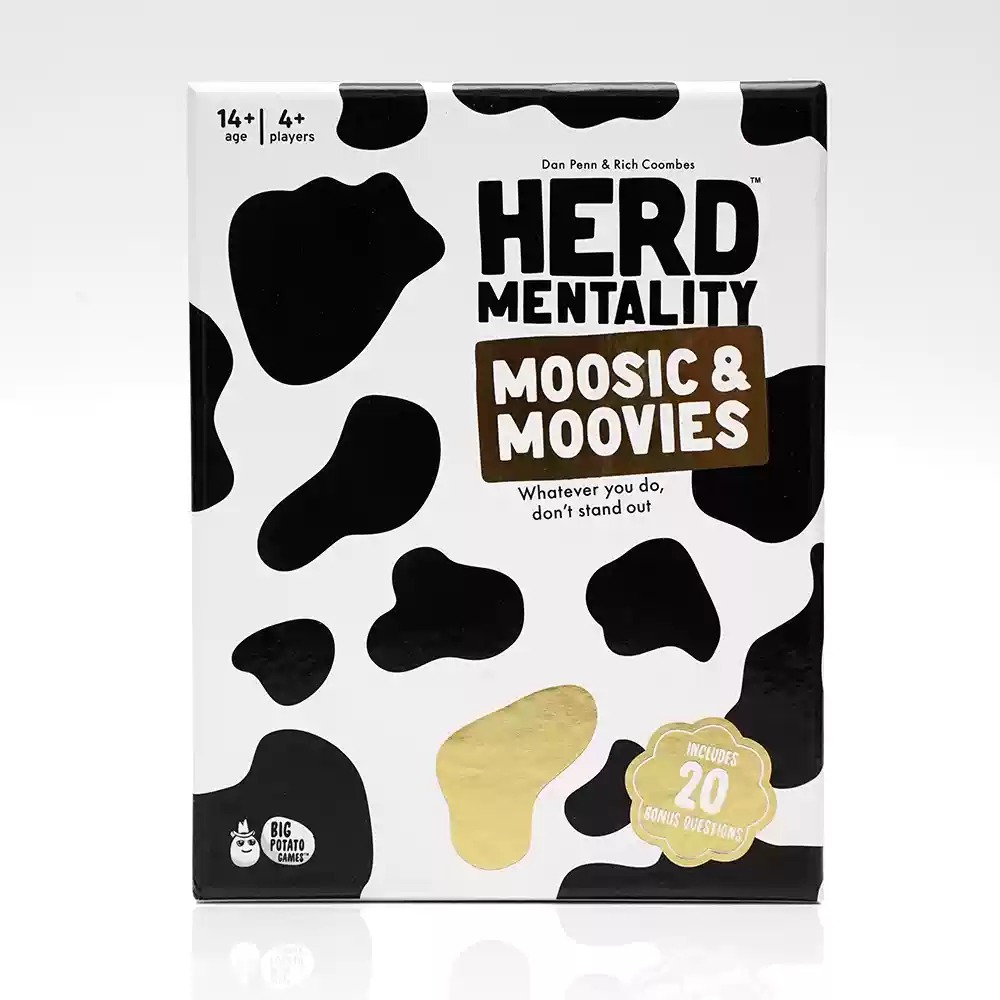 14+ | 4+
age players
Dan Penn & Rich Coombes
HERD™
MENTALITY
MOOSIC &
MOOVIES
Whatever you do,
don't stand out
INCLUDES
20
BONUS QUESTIONS
BIG
POTATO
GAMES™